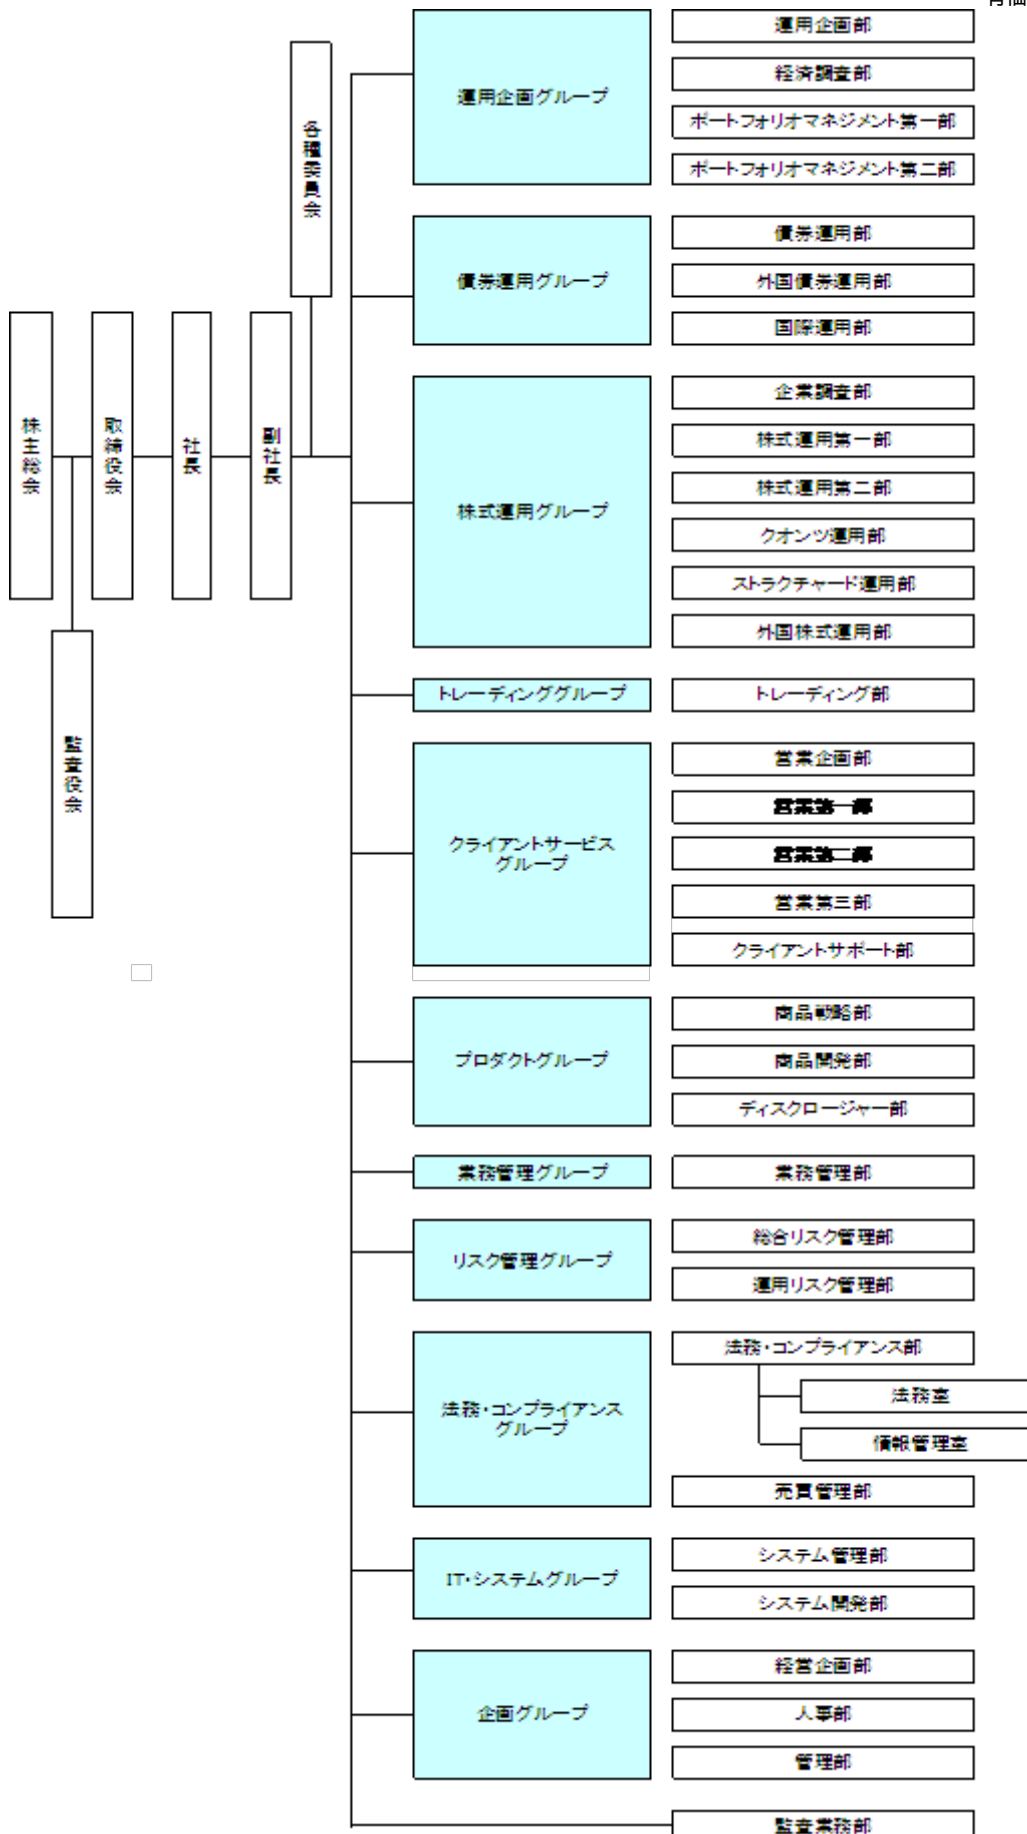 各種委員会
株主総会
取締役会
社長
副社長
監査役会
運用企画グループ
運用企画部
経済調査部
ポートフォリオマネジメント第一部
ポートフォリオマネジメント第二部
債券運用グループ
債券運用部
外国債券運用部
国際運用部
株式運用グループ
企業調査部
株式運用第一部
株式運用第二部
クオンツ運用部
ストラクチャード運用部
外国株式運用部
トレーディンググループ
トレーディング部
クライアントサービス
グループ
営業企画部
営業第一部
営業第二部
営業第三部
クライアントサポート部
プロダクトグループ
商品戦略部
商品開発部
ディスクロージャー部
業務管理グループ
業務管理部
リスク管理グループ
総合リスク管理部
運用リスク管理部
法務・コンプライアンス
グループ
法務・コンプライアンス部
法務室
情報管理室
売買管理部
IT・システムグループ
システム管理部
システム開発部
企画グループ
経営企画部
人事部
管理部
監査業務部